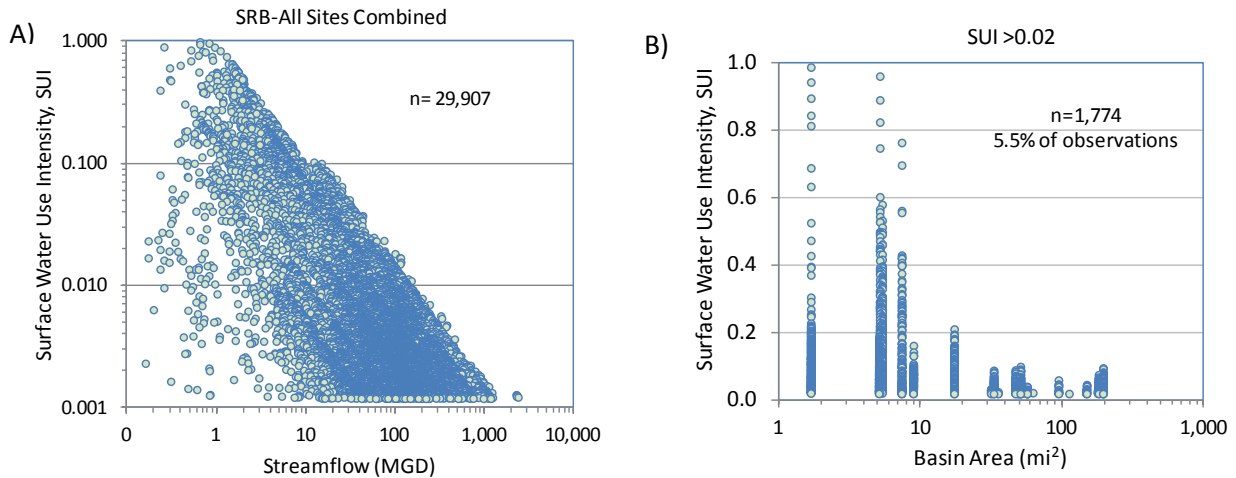 A)
SRB-All Sites Combined
Surface Water Use Intensity, SUI
1.000
0.100
0.010
0.001
n= 29,907
0 1 10 100 1,000 10,000
Streamflow (MGD)
B)
SUI >0.02
Surface Water Use Intensity, SUI
1.0
0.8
0.6
0.4
0.2
0.0
n=1,774
5.5% of observations
1 10 100 1,000
Basin Area (mi²)